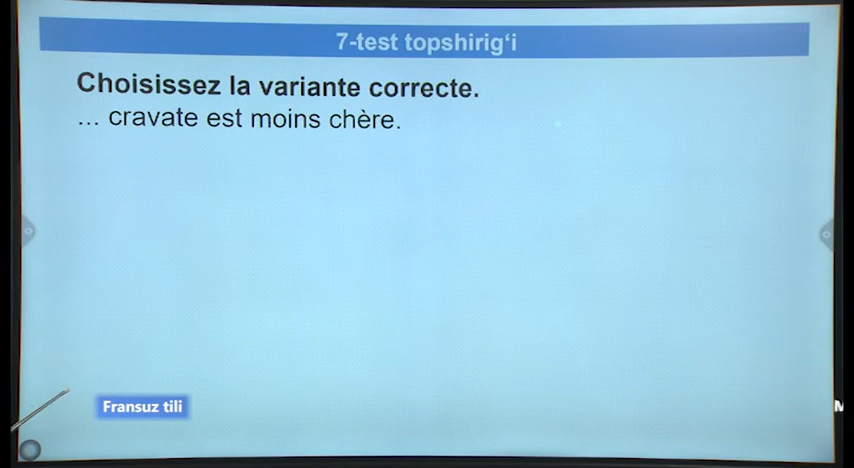 7-test topshirig‘i
Choisissez la variante correcte.
... cravate est moins chère.
Fransuz tili
M